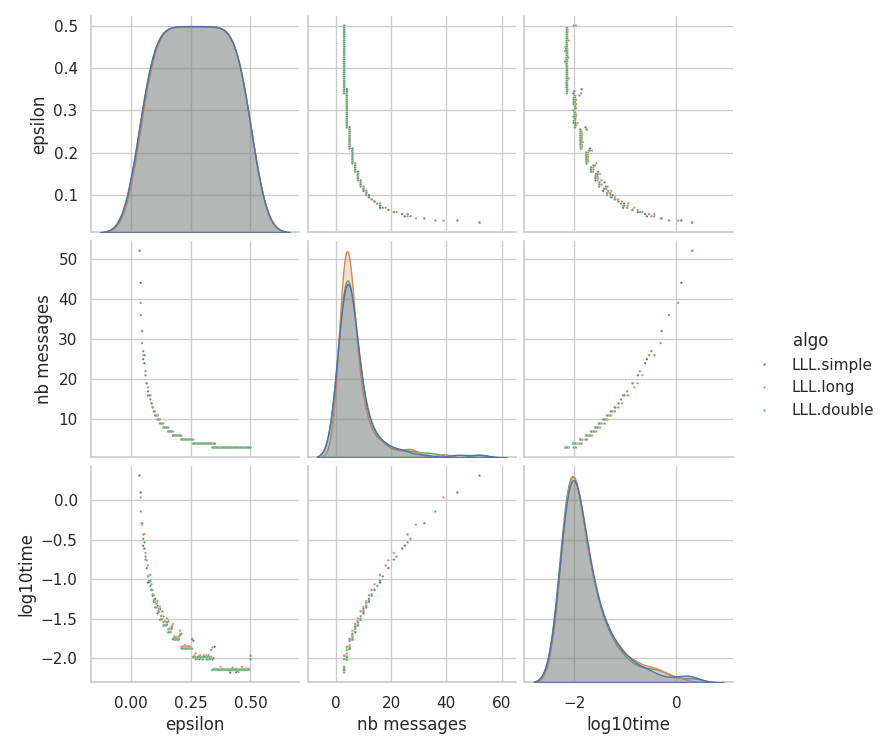 0.5
0.4
0.3
0.2
0.1
epsilon
50
40
30
20
10
nb messages
algo
LLL.simple
LLL.long
LLL.double
0.0
−0.5
−1.0
−1.5
−2.0
log10time
0.00 0.25 0.50
epsilon
0 20 40 60
nb messages
−2 0
log10time